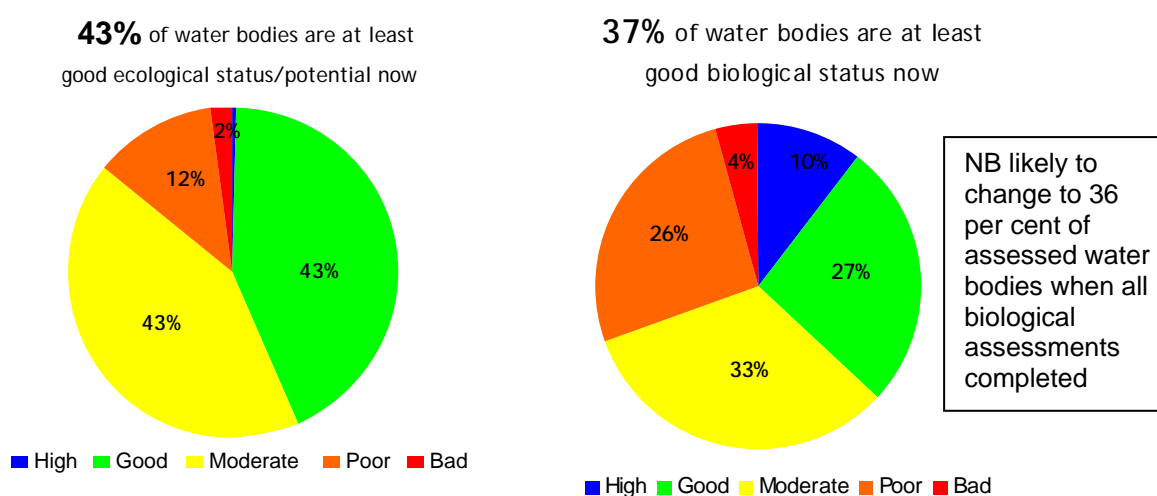 43% of water bodies are at least
good ecological status/potential now
2%
12%
43%
43%
High Good Moderate Poor Bad
37% of water bodies are at least
good biological status now
4%
10%
26%
27%
33%
High Good Moderate Poor Bad
NB likely to
change to 36
per cent of
assessed water
bodies when all
biological
assessments
completed